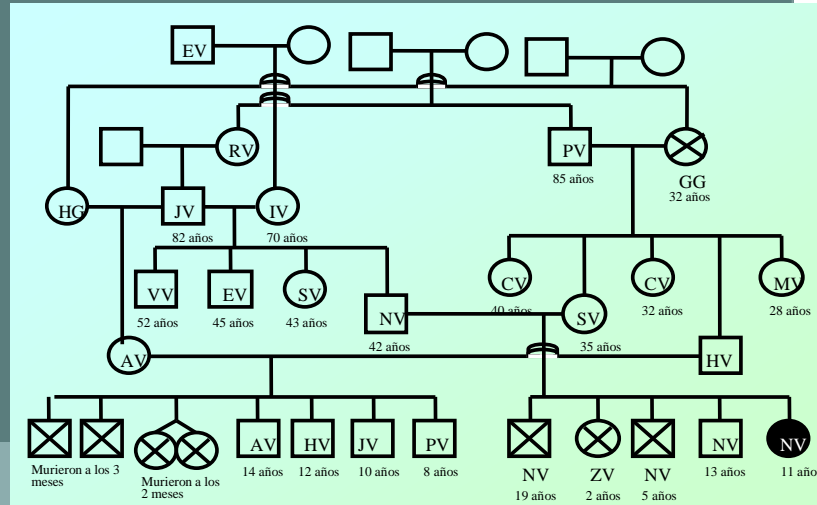 EV
RV
PV
85 años
GG
32 años
HG
JV
IV
82 años
70 años
CV
CV
MV
VV
EV
SV
40 años
32 años
28 años
52 años
45 años
43 años
NV
SV
42 años
35 años
AV
HV
AV
HV
JV
PV
NV
NV
Murieron a los 3
meses
Murieron a los
2 meses
14 años
12 años
10 años
8 años
NV
ZV
NV
13 años
11 año
19 años
2 años
5 años